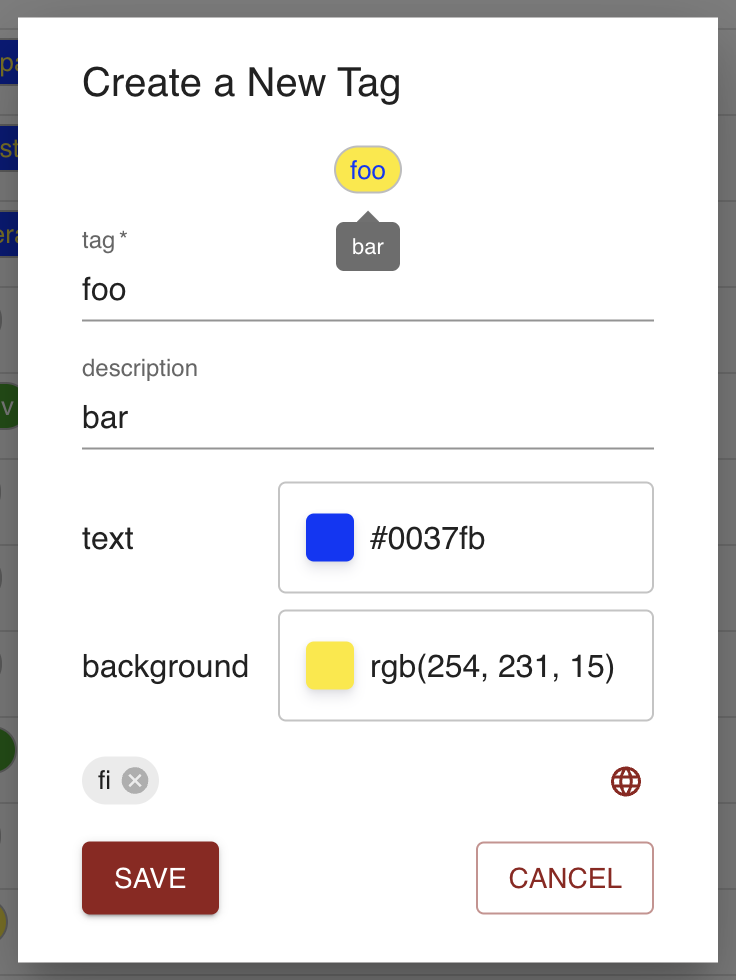 Create a New Tag
foo
bar
tag *
foo
description
bar
text
#0037fb
background
rgb(254, 231, 15)
fi
SAVE
CANCEL